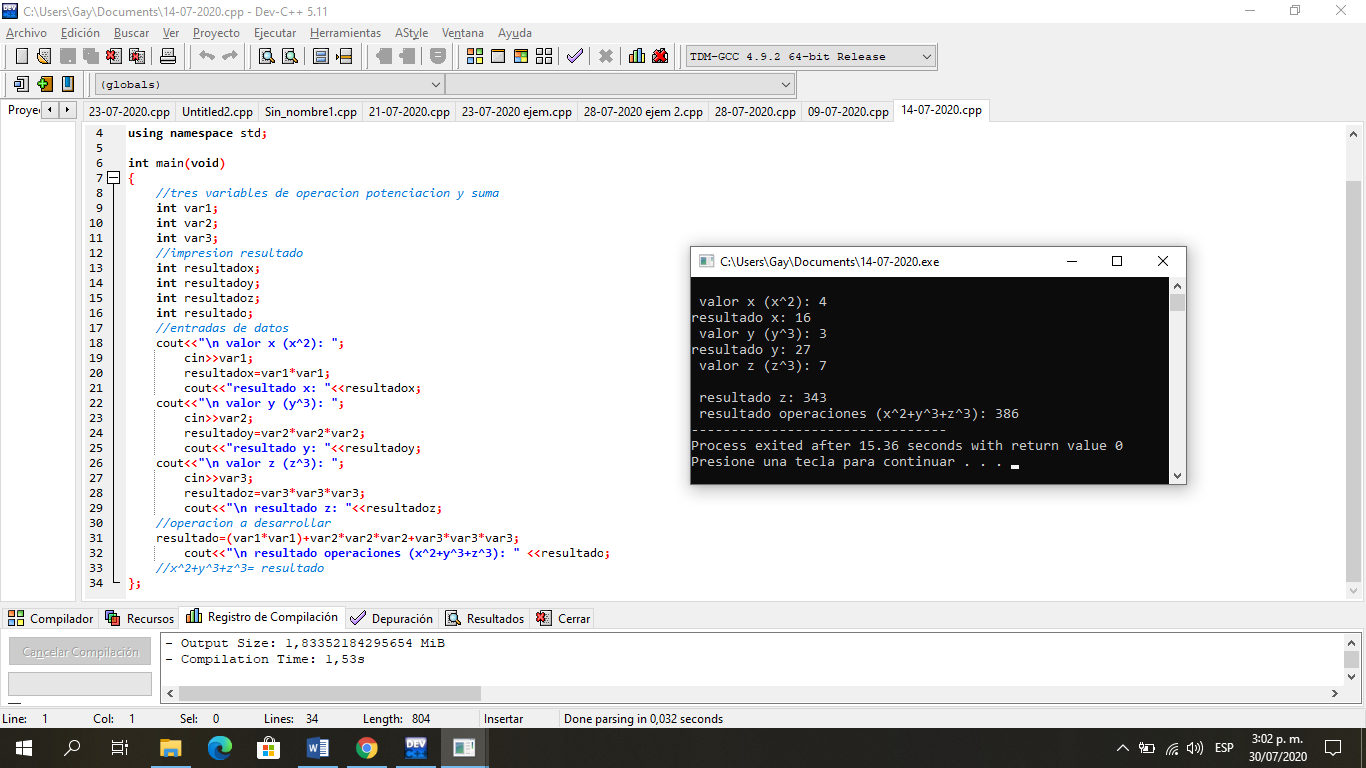 C:\Users\Gay\Documents\14-07-2020.cpp - Dev-C++ 5.11
Archivo Edición Buscar Ver Proyecto Ejecutar Herramientas AStyle Ventana Ayuda
TDM-GCC 4.9.2 64-bit Release
(globals)
Proye 23-07-2020.cpp Untitled2.cpp Sin_nombre1.cpp 21-07-2020.cpp 23-07-2020 ejem.cpp 28-07-2020 ejem 2.cpp 28-07-2020.cpp 09-07-2020.cpp 14-07-2020.cpp
4 using namespace std;
5
6 int main(void)
7 {
8 //tres variables de operacion potenciacion y suma
9 int var1;
10 int var2;
11 int var3;
12 //impresion resultado
13 int resultadox;
14 int resultadoy;
15 int resultadoz;
16 int resultado;
17 //entradas de datos
18 cout<<"\n valor x (x^2): ";
19 cin>>var1;
20 resultadox=var1*var1;
21 cout<<"resultado x: "<<resultadox;
22 cout<<"\n valor y (y^3): ";
23 cin>>var2;
24 resultadoy=var2*var2*var2;
25 cout<<"resultado y: "<<resultadoy;
26 cout<<"\n valor z (z^3): ";
27 cin>>var3;
28 resultadoz=var3*var3*var3;
29 cout<<"\n resultado z: "<<resultadoz;
30 //operacion a desarrollar
31 resultado=(var1*var1)+var2*var2*var2+var3*var3*var3;
32 cout<<"\n resultado operaciones (x^2+y^3+z^3): " <<resultado;
33 //x^2+y^3+z^3= resultado
34 };
C:\Users\Gay\Documents\14-07-2020.exe
valor x (x^2): 4
resultado x: 16
valor y (y^3): 3
resultado y: 27
valor z (z^3): 7
resultado z: 343
resultado operaciones (x^2+y^3+z^3): 386
--------------------------------
Process exited after 15.36 seconds with return value 0
Presione una tecla para continuar . . .
Compilador Recursos Registro de Compilación Depuración Resultados Cerrar
Cancelar Compilación
- Output Size: 1,83352184295654 MiB
- Compilation Time: 1,53s
Line: 1 Col: 1 Sel: 0 Lines: 34 Length: 804 Insertar Done parsing in 0,032 seconds
ESP
3:02 p. m.
30/07/2020